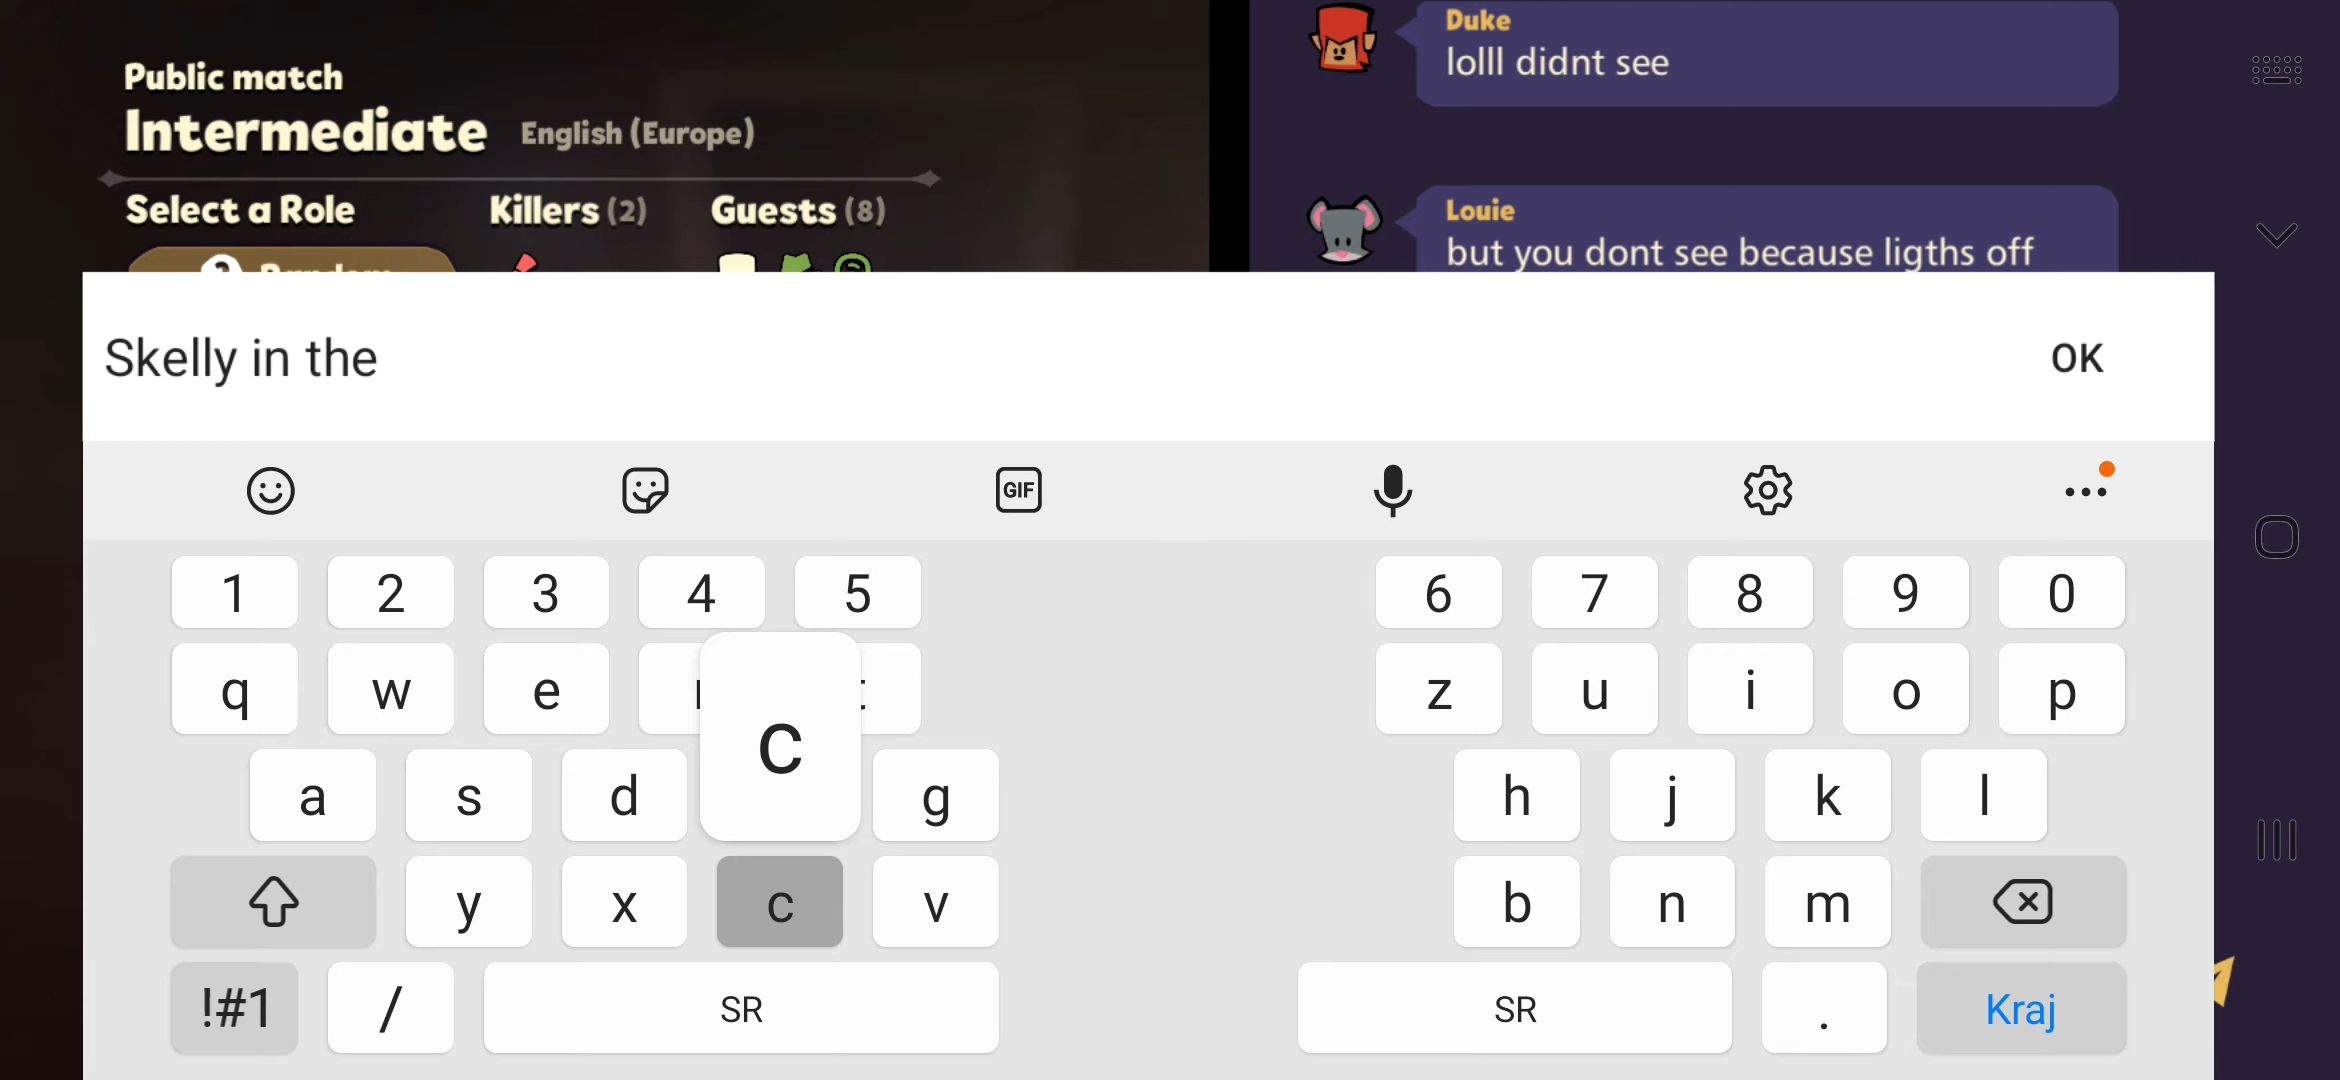 Public match
Intermediate English (Europe)
Select a Role Killers (2) Guests (8)
Random
Duke
lolll didnt see
Louie
but you dont see because ligths off
Skelly in the
OK
GIF
1 2 3 4 5 6 7 8 9 0
q w e z u i o p
c
a s d g h j k l
y x c v b n m
!#1 / SR SR . Kraj